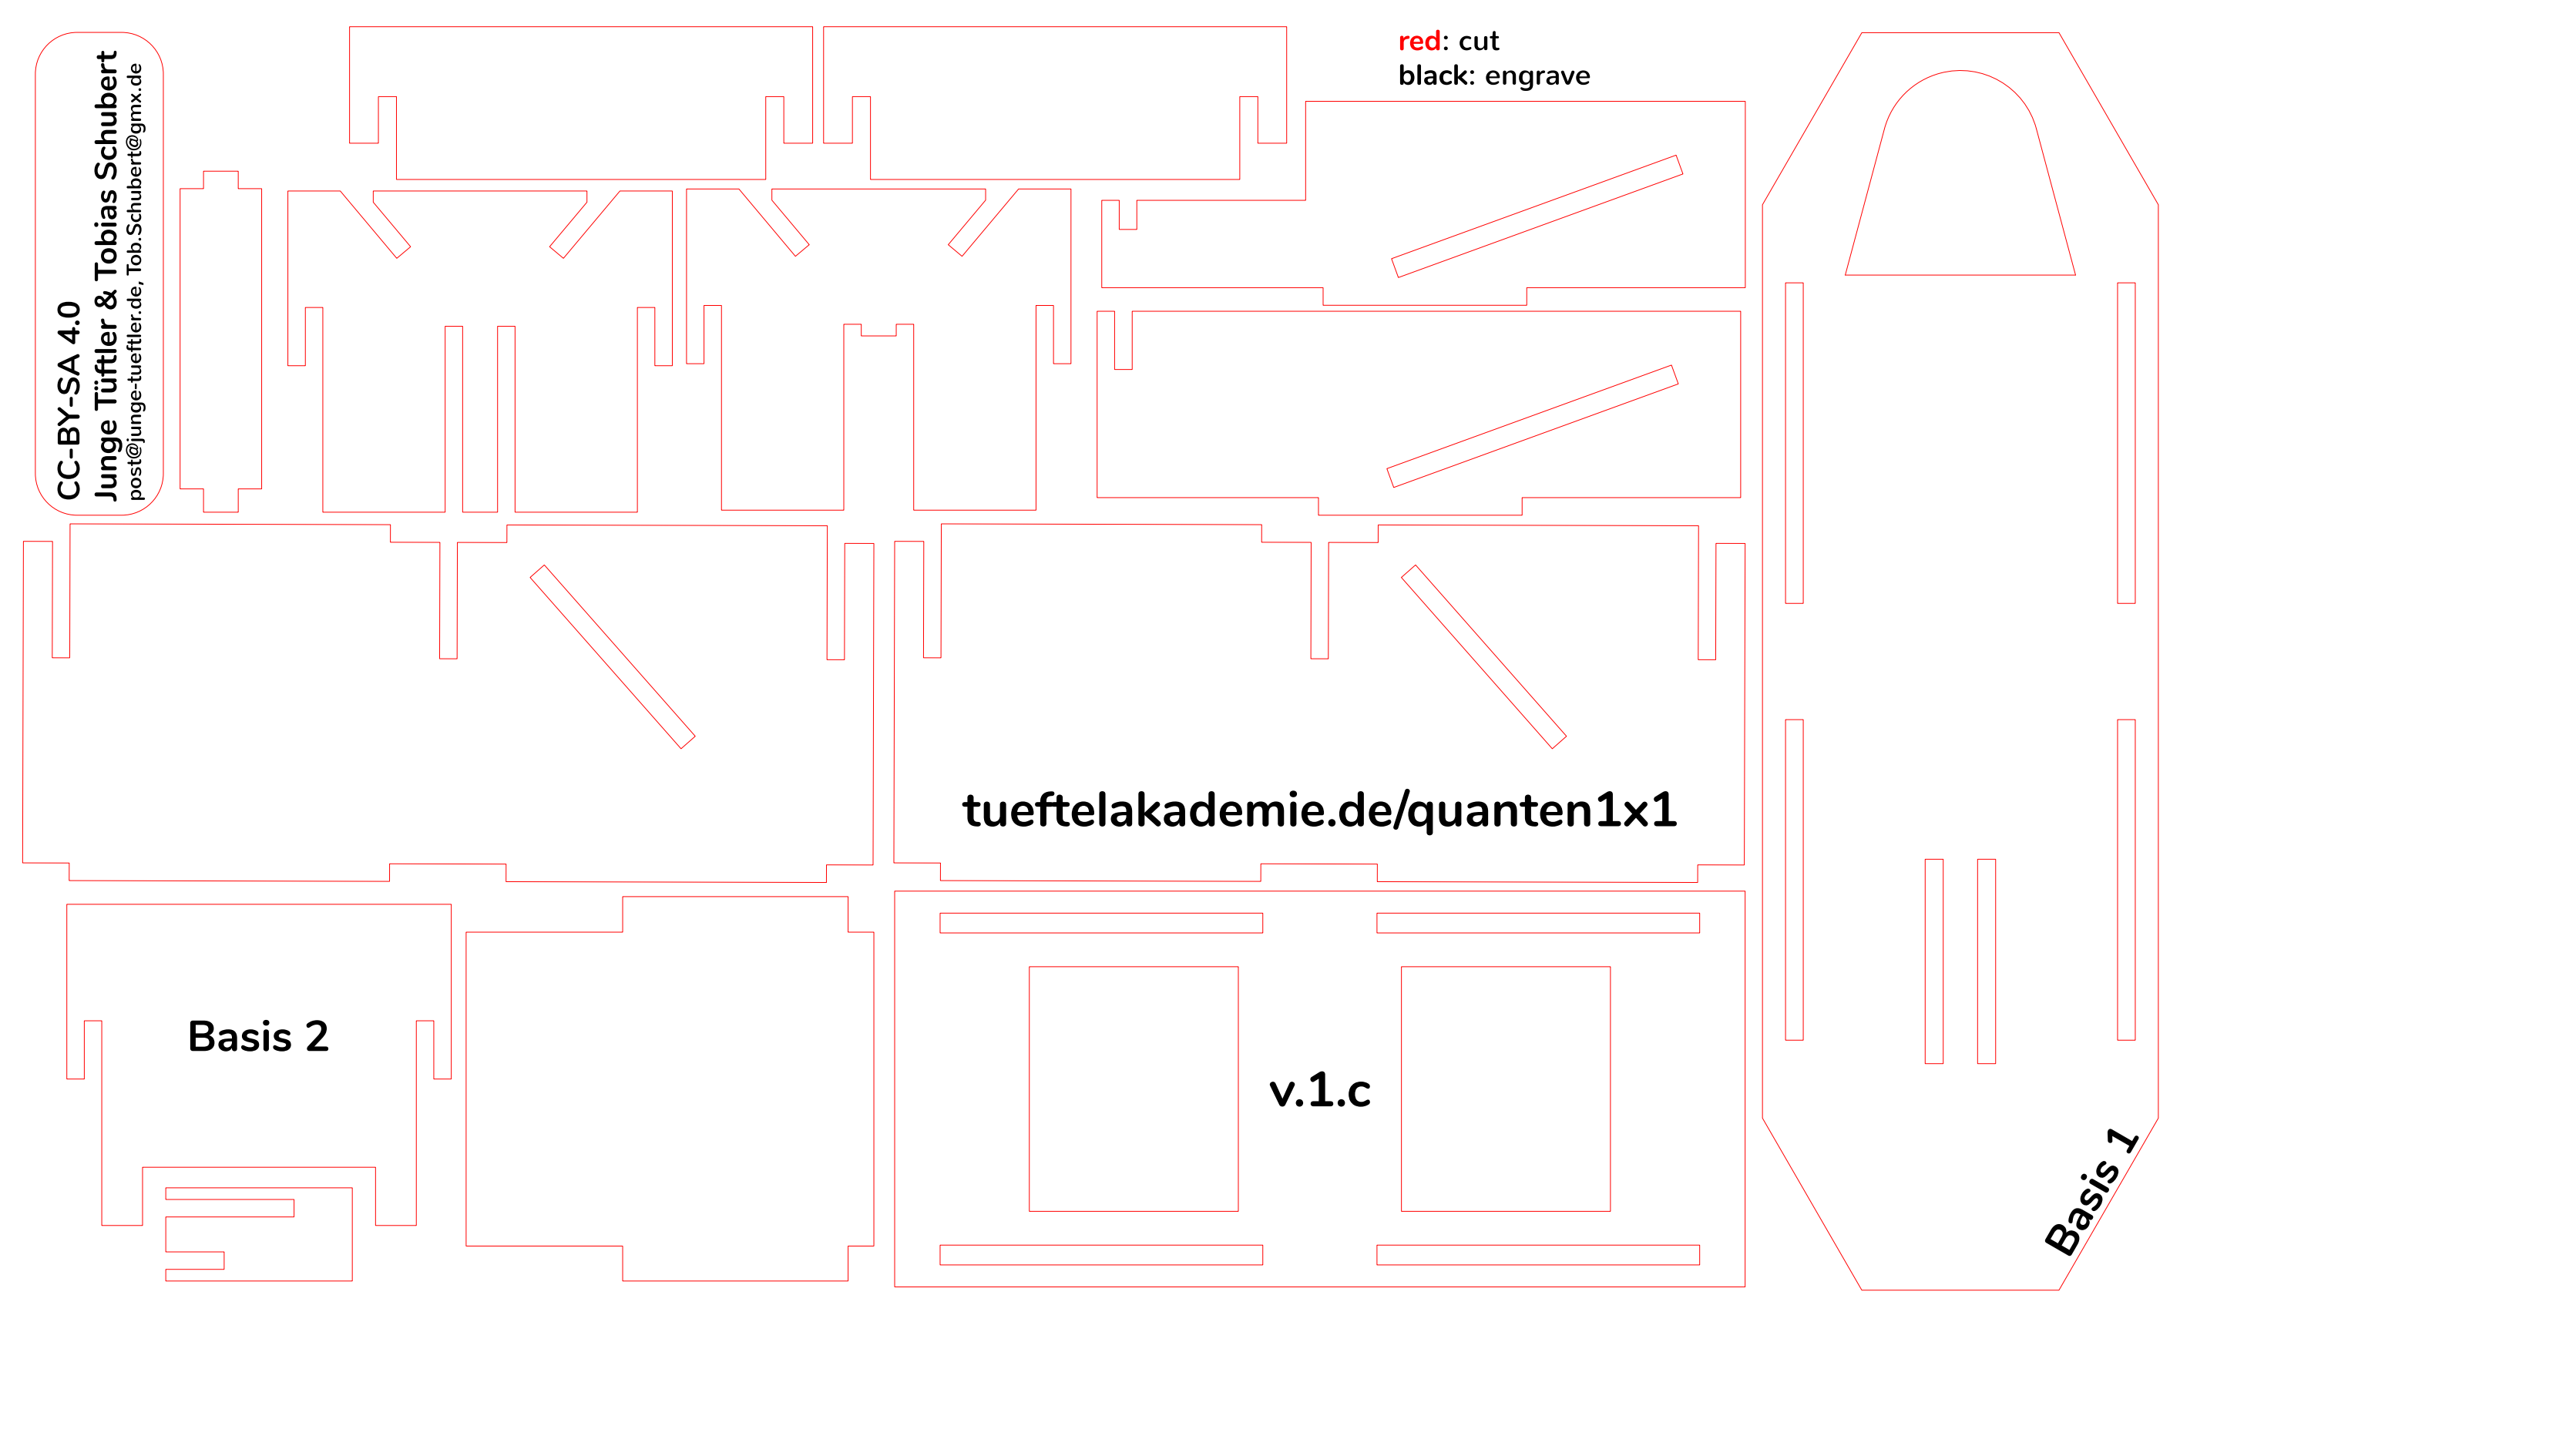 CC-BY-SA 4.0
Junge Tüftler & Tobias Schubert
post@junge-tueftler.de, Tob.Schubert@gmx.de
red: cut
black: engrave
tueftelakademie.de/quanten1x1
Basis 2
v.1.c
Basis 1